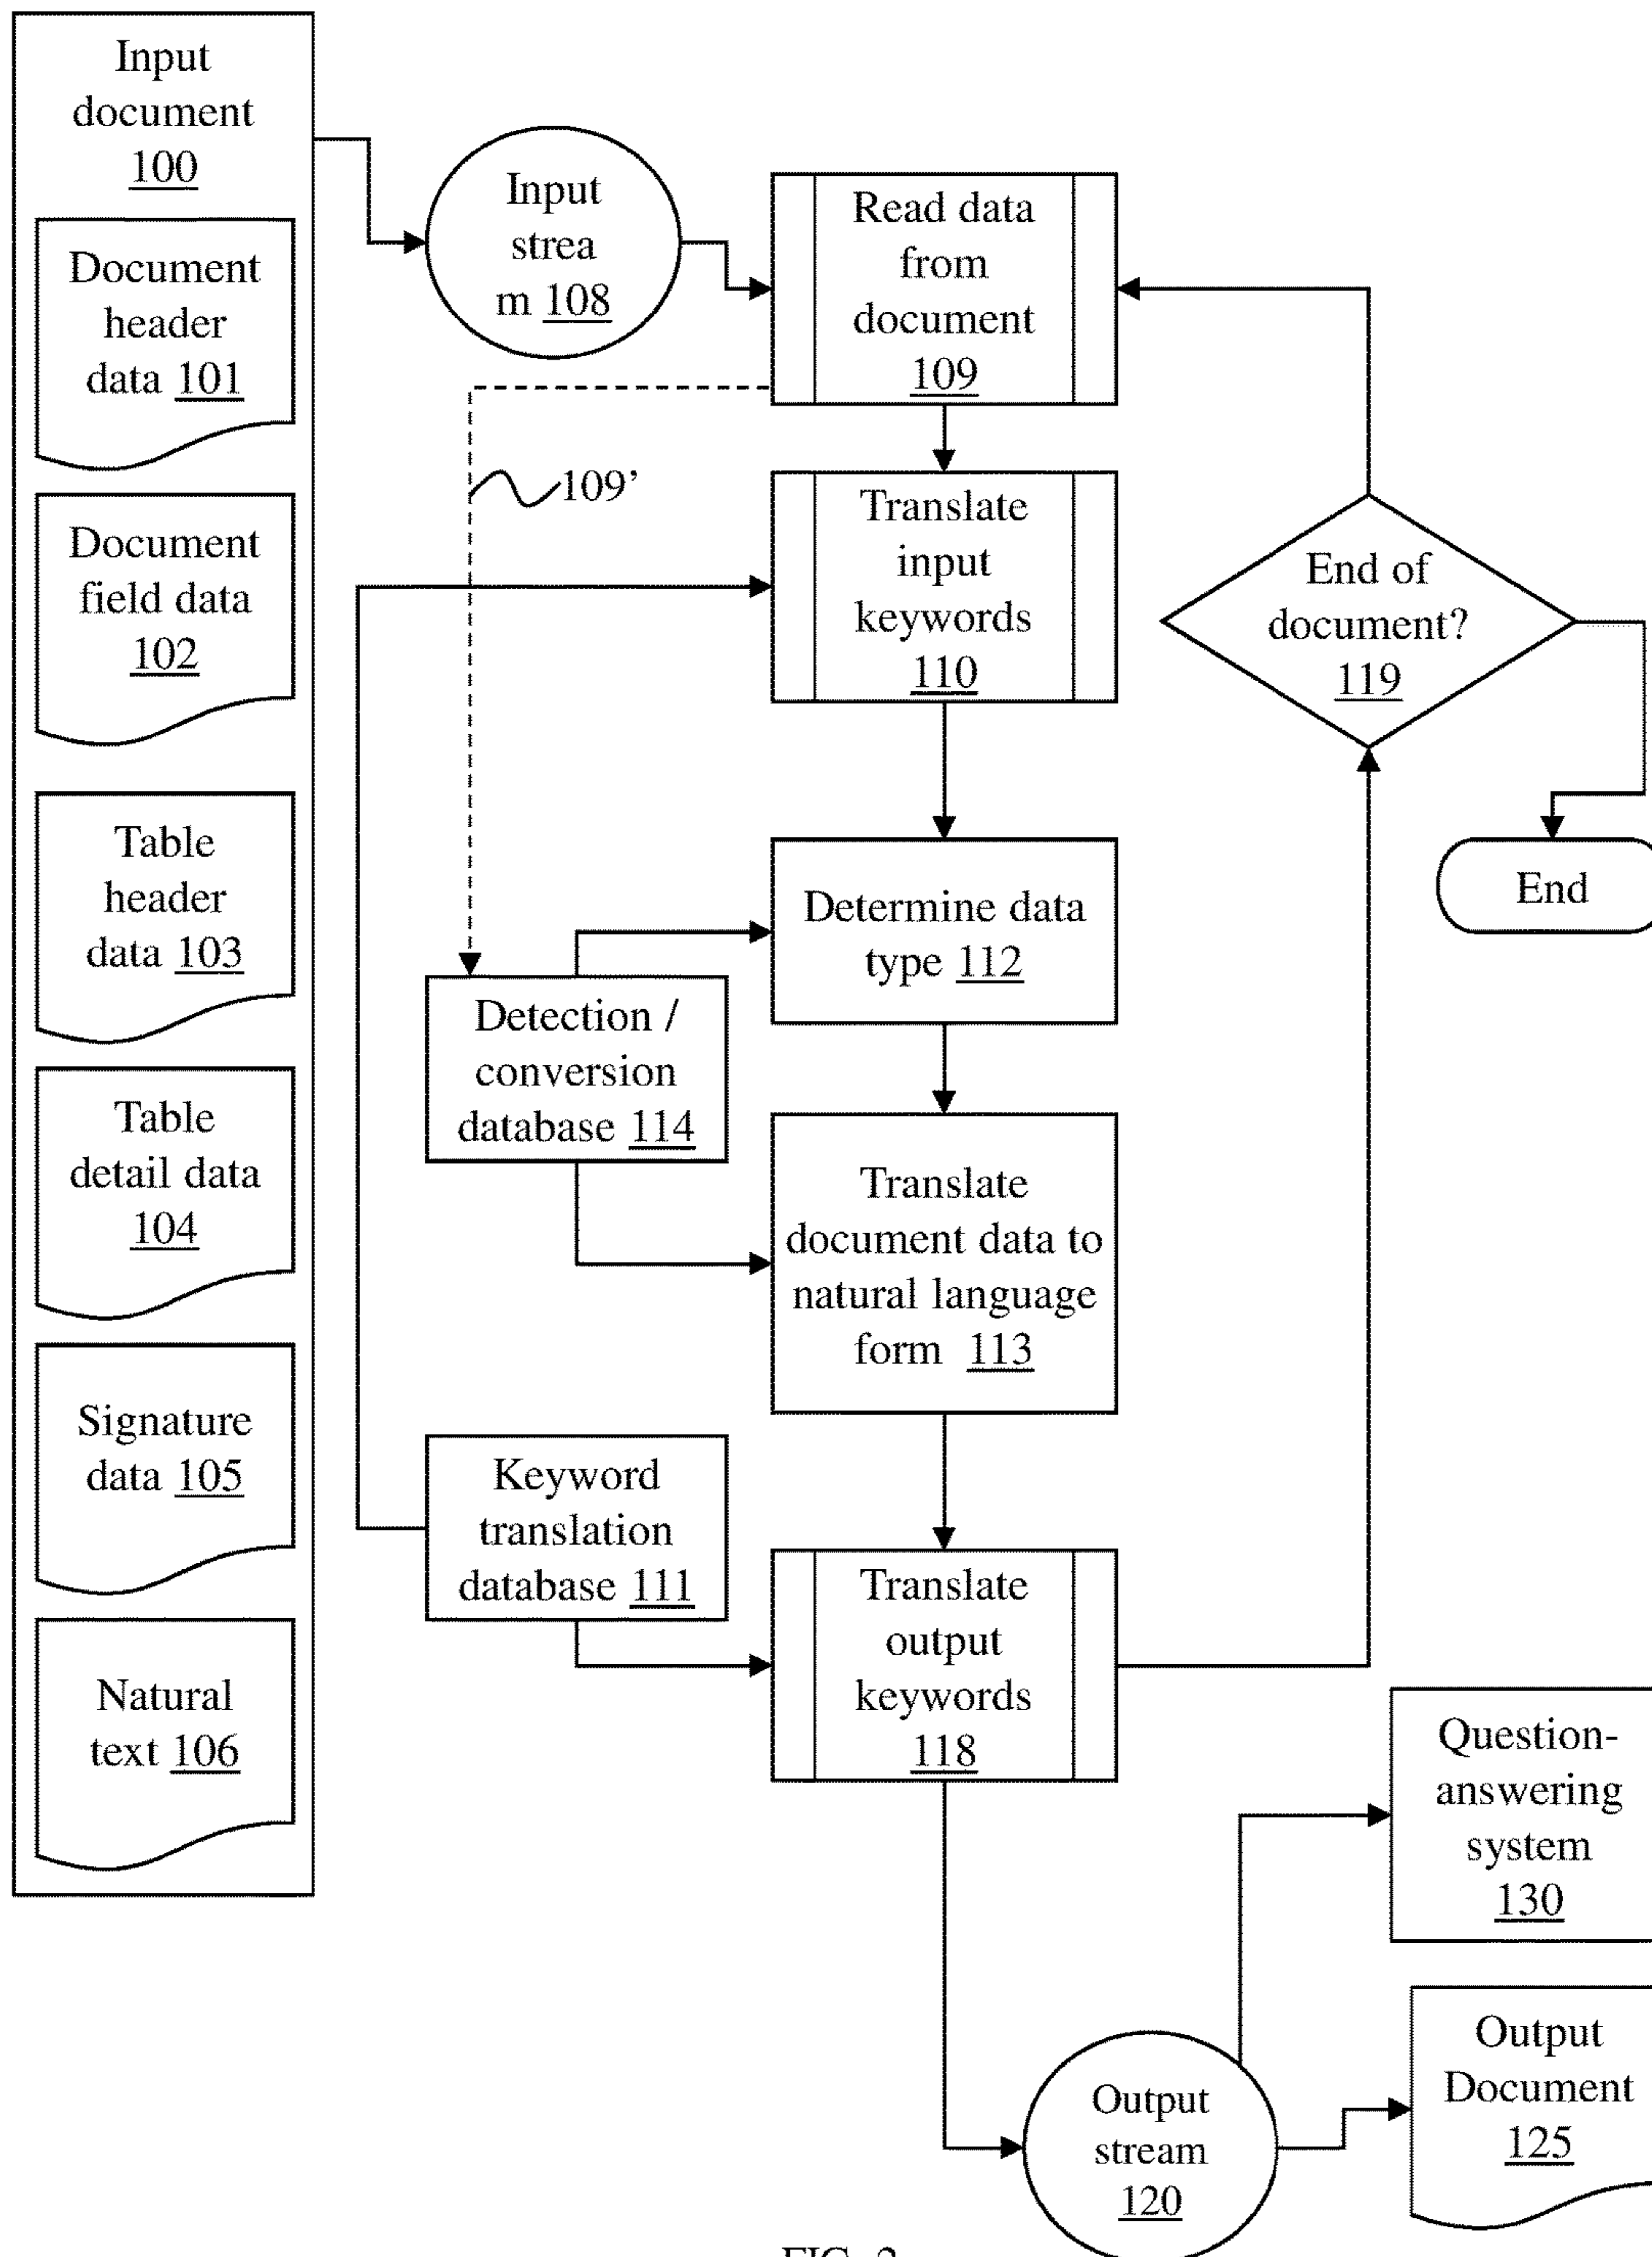 Input
document
100
Document
header
data 101
Document
field data
102
Table
header
data 103
Table
detail data
104
Signature
data 105
Natural
text 106
Input
strea
m 108
Read data
from
document
109
109’
Translate
input
keywords
110
End of
document?
119
End
Determine data
type 112
Detection /
conversion
database 114
Translate
document data to
natural language
form 113
Keyword
translation
database 111
Translate
output
keywords
118
Question-
answering
system
130
Output
stream
120
Output
Document
125